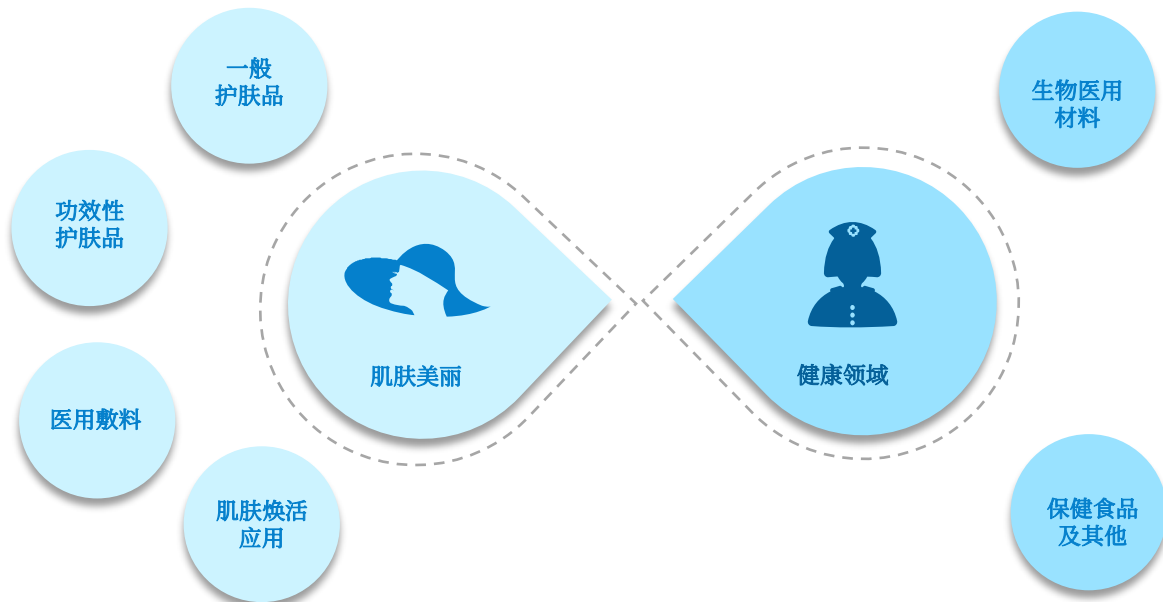 一般
护肤品
功效性
护肤品
医用敷料
肌肤焕活
应用
肌肤美丽
健康领域
生物医用
材料
保健食品
及其他